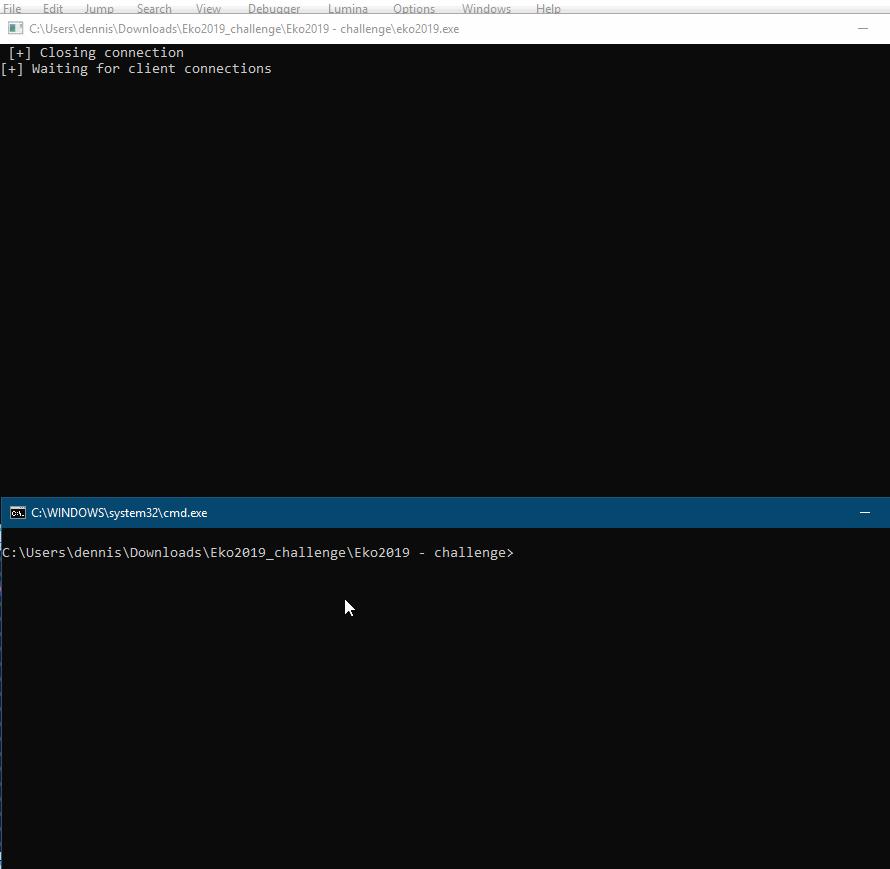 File Edit Jump Search View Debugger Lumina Options Windows Help
C:\Users\dennis\Downloads\Eko2019_challenge\Eko2019 - challenge\eko2019.exe
[+] Closing connection
[+] Waiting for client connections
C:\WINDOWS\system32\cmd.exe
C:\Users\dennis\Downloads\Eko2019_challenge\Eko2019 - challenge>